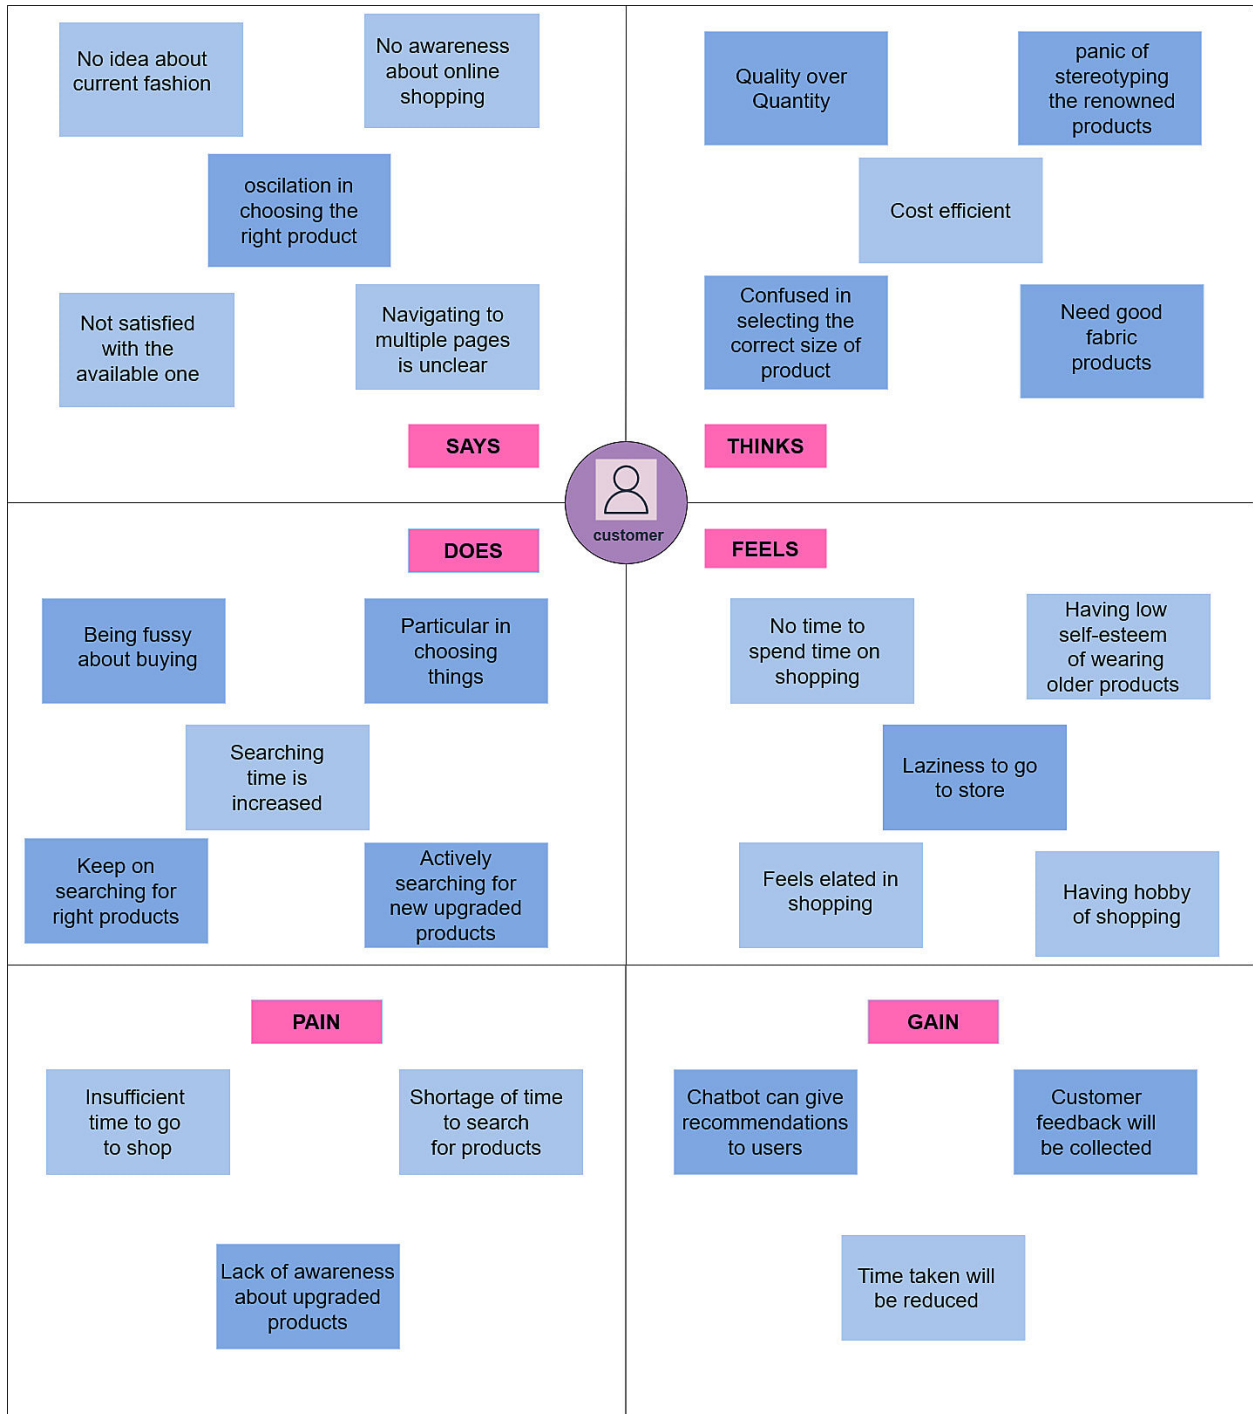 No idea about
current fashion
No awareness
about online
shopping
oscilation in
choosing the
right product
Not satisfied
with the
available one
Navigating to
multiple pages
is unclear
SAYS
Quality over
Quantity
panic of
stereotyping
the renowned
products
Cost efficient
Confused in
selecting the
correct size of
product
Need good
fabric
products
THINKS
customer
DOES
Being fussy
about buying
Particular in
choosing
things
Searching
time is
increased
Keep on
searching for
right products
Actively
searching for
new upgraded
products
FEELS
No time to
spend time on
shopping
Having low
self-esteem
of wearing
older products
Laziness to go
to store
Feels elated in
shopping
Having hobby
of shopping
PAIN
Insufficient
time to go
to shop
Shortage of time
to search
for products
Lack of awareness
about upgraded
products
GAIN
Chatbot can give
recommendations
to users
Customer
feedback will
be collected
Time taken will
be reduced